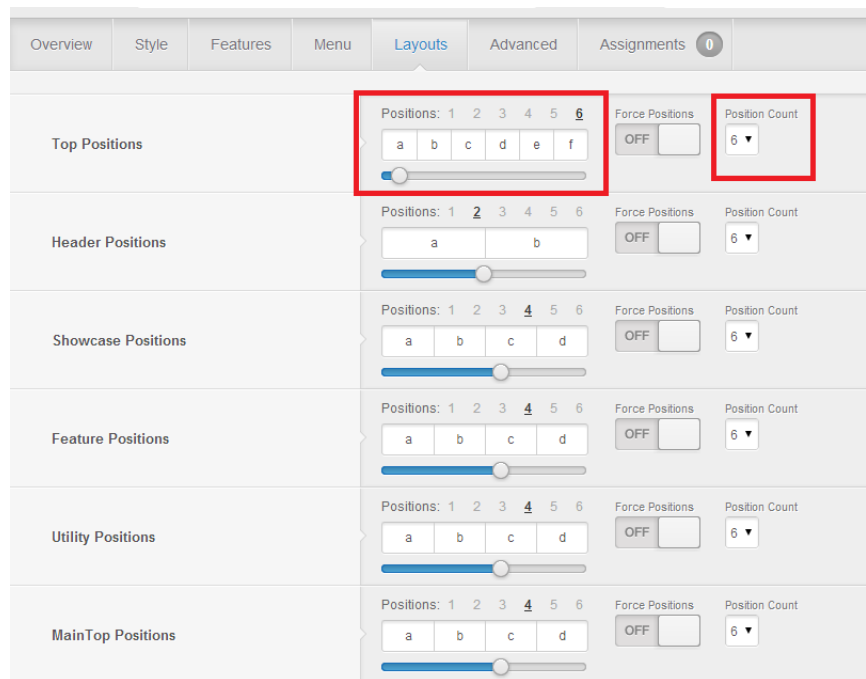 Overview Style Features Menu Layouts Advanced Assignments 0
Positions: 1 2 3 4 5 6 Force Positions Position Count
Top Positions a b c d e f OFF 6
Positions: 1 2 3 4 5 6 Force Positions Position Count
Header Positions a b OFF 6
Positions: 1 2 3 4 5 6 Force Positions Position Count
Showcase Positions a b c d OFF 6
Positions: 1 2 3 4 5 6 Force Positions Position Count
Feature Positions a b c d OFF 6
Positions: 1 2 3 4 5 6 Force Positions Position Count
Utility Positions a b c d OFF 6
Positions: 1 2 3 4 5 6 Force Positions Position Count
MainTop Positions a b c d OFF 6